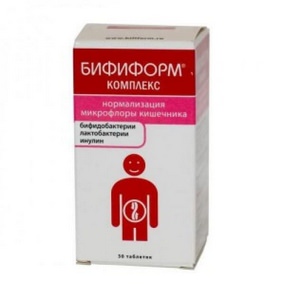 БИФИФОРМ®
КОМПЛЕКС
нормализация
микрофлоры кишечника
бифидобактерии
лактобактерии
инулин
30 таблеток